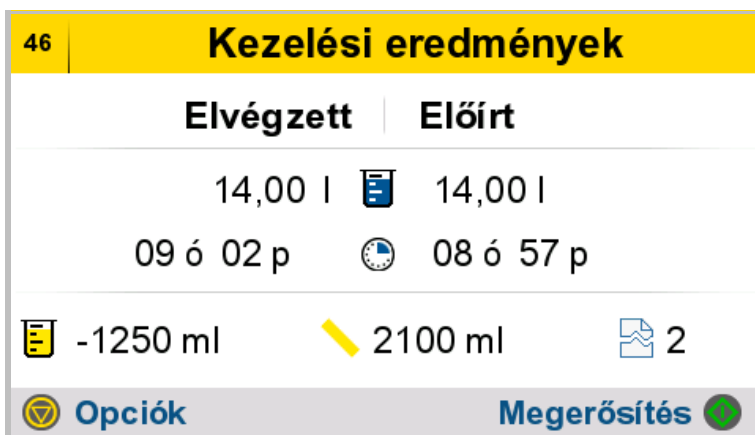 46 Kezelési eredmények
Elvégzett Előírt
14,00 l 14,00 l
09 ó 02 p 08 ó 57 p
-1250 ml 2100 ml 2
Opciók Megerősítés